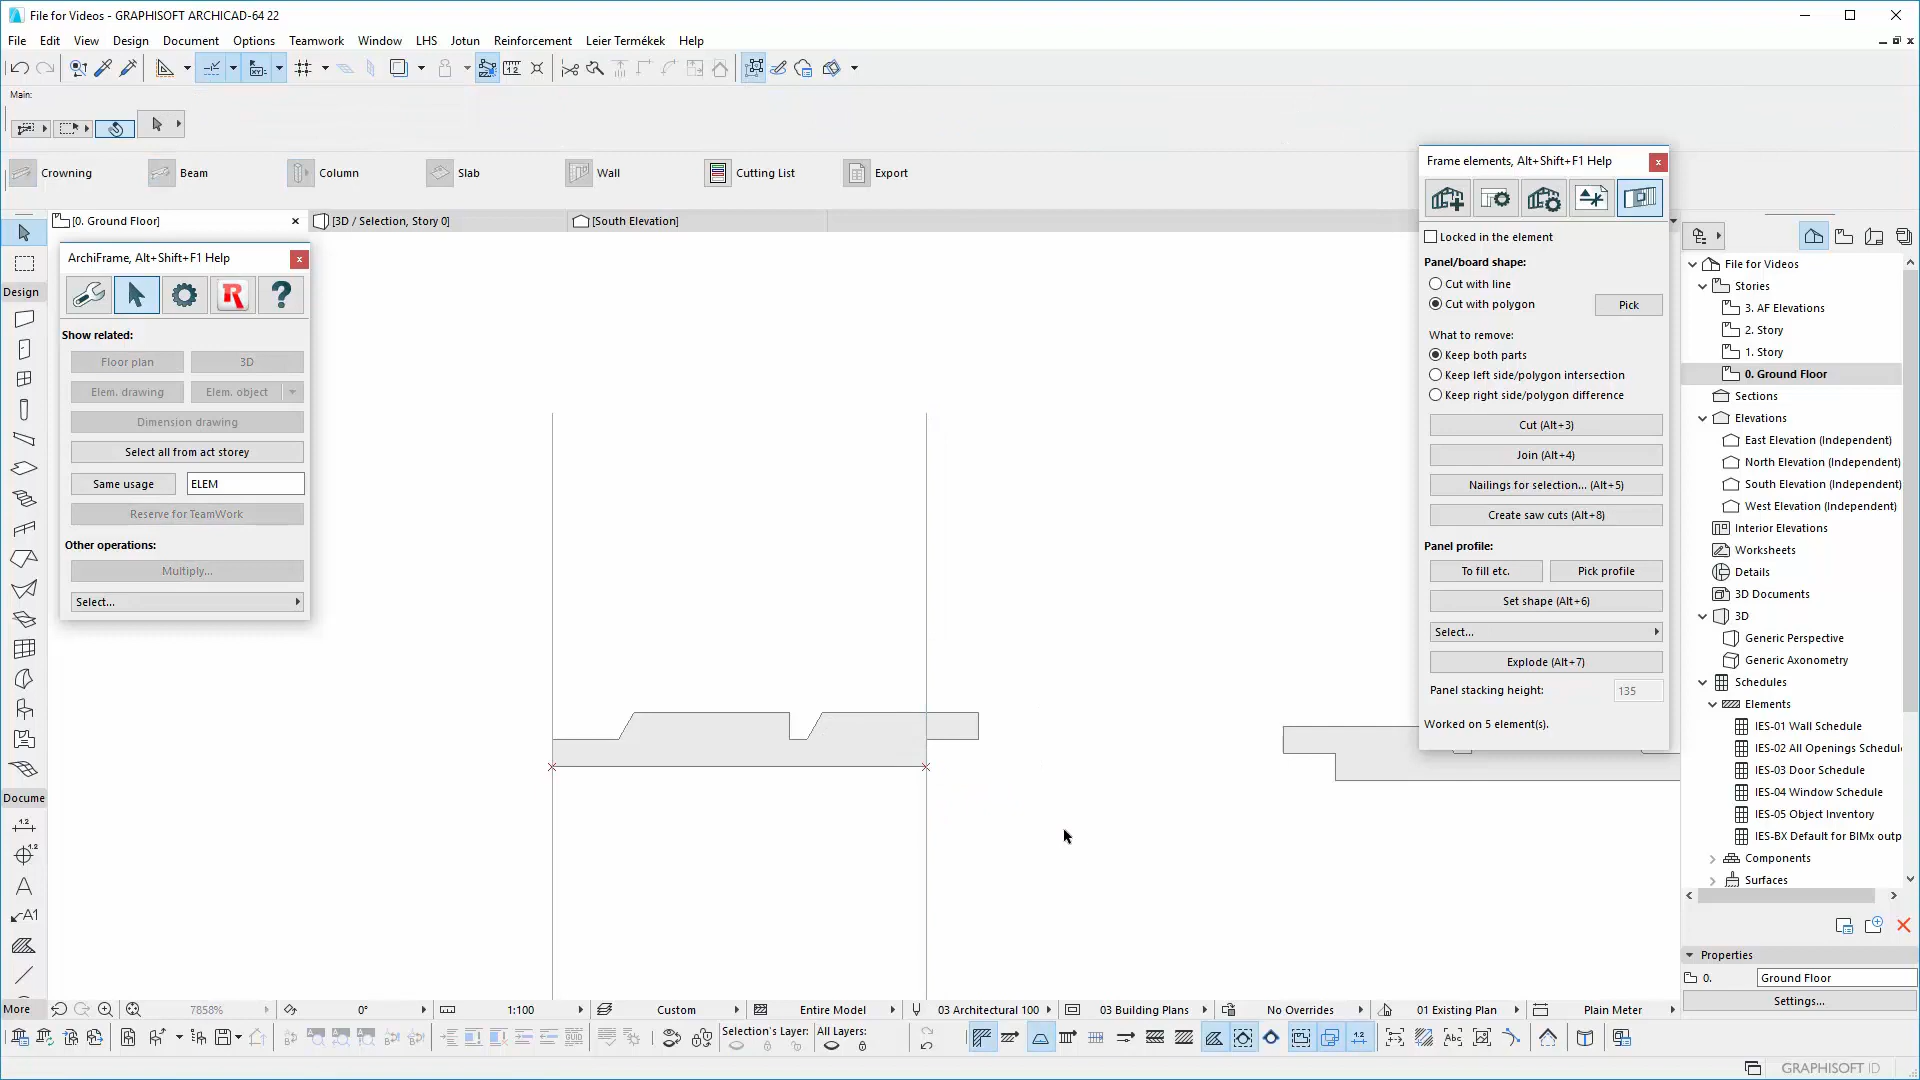 File for Videos - GRAPHISOFT ARCHICAD-64 22
File Edit View Design Document Options Teamwork Window LHS Jotun Reinforcement Leier Termékek Help
Main:
Crowning Beam Column Slab Wall Cutting List Export
[0. Ground Floor] [3D / Selection, Story 0] [South Elevation]
ArchiFrame, Alt+Shift+F1 Help
Show related:
Floor plan 3D
Elem. drawing Elem. object
Dimension drawing
Select all from act storey
Same usage ELEM
Reserve for TeamWork
Other operations:
Multiply...
Select...
Design
Docume
More
Frame elements, Alt+Shift+F1 Help
Locked in the element
Panel/board shape:
Cut with line
Cut with polygon Pick
What to remove:
Keep both parts
Keep left side/polygon intersection
Keep right side/polygon difference
Cut (Alt+3)
Join (Alt+4)
Nailings for selection... (Alt+5)
Create saw cuts (Alt+8)
Panel profile:
To fill etc. Pick profile
Set shape (Alt+6)
Select...
Explode (Alt+7)
Panel stacking height: 135
Worked on 5 element(s).
File for Videos
Stories
3. AF Elevations
2. Story
1. Story
0. Ground Floor
Sections
Elevations
East Elevation (Independent)
North Elevation (Independent)
South Elevation (Independent)
West Elevation (Independent)
Interior Elevations
Worksheets
Details
3D Documents
3D
Generic Perspective
Generic Axonometry
Schedules
Elements
IES-01 Wall Schedule
IES-02 All Openings Schedul
IES-03 Door Schedule
IES-04 Window Schedule
IES-05 Object Inventory
IES-BX Default for BIMx outp
Components
Surfaces
Properties
0. Ground Floor
Settings...
7858% 0° 1:100 Custom Entire Model 03 Architectural 100 03 Building Plans No Overrides 01 Existing Plan Plain Meter
Selection's Layer: All Layers:
GRAPHISOFT ID